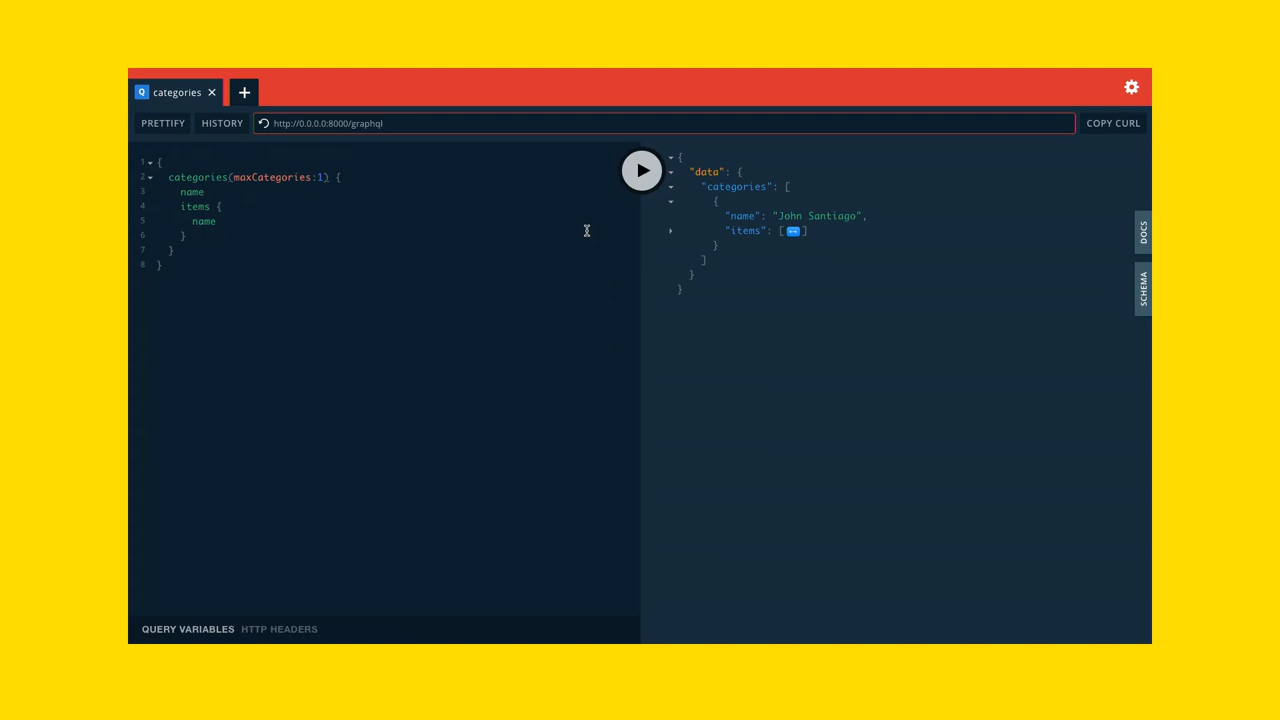 Q categories ✕ +
PRETTIFY HISTORY http://0.0.0.0:8000/graphql COPY CURL
1 {
2 categories(maxCategories:1) {
3 name
4 items {
5 name
6 }
7 }
8 }
{
"data": {
"categories": [
{
"name": "John Santiago",
"items": [↔]
}
]
}
}
DOCS
SCHEMA
QUERY VARIABLES HTTP HEADERS